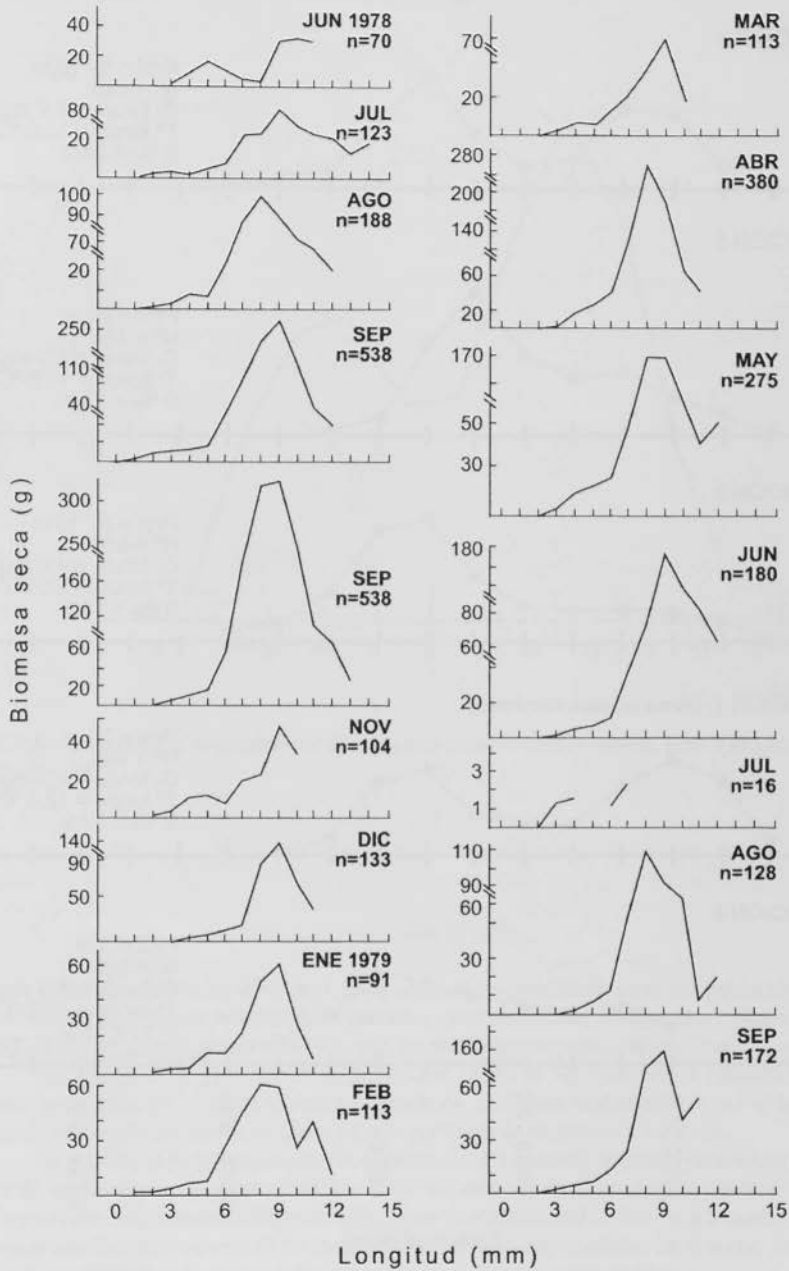 Biomasa seca (g)
40
20
JUN 1978
n=70
80
20
JUL
n=123
100
90
70
20
AGO
n=188
250
110
40
SEP
n=538
300
250
160
120
60
20
SEP
n=538
40
20
NOV
n=104
140
90
50
DIC
n=133
60
30
ENE 1979
n=91
60
30
FEB
n=113
0 3 6 9 12 15
70
20
MAR
n=113
280
200
140
60
20
ABR
n=380
170
50
30
MAY
n=275
180
80
60
20
JUN
n=180
3
1
JUL
n=16
110
90
60
30
AGO
n=128
160
60
30
SEP
n=172
0 3 6 9 12 15
Longitud (mm)